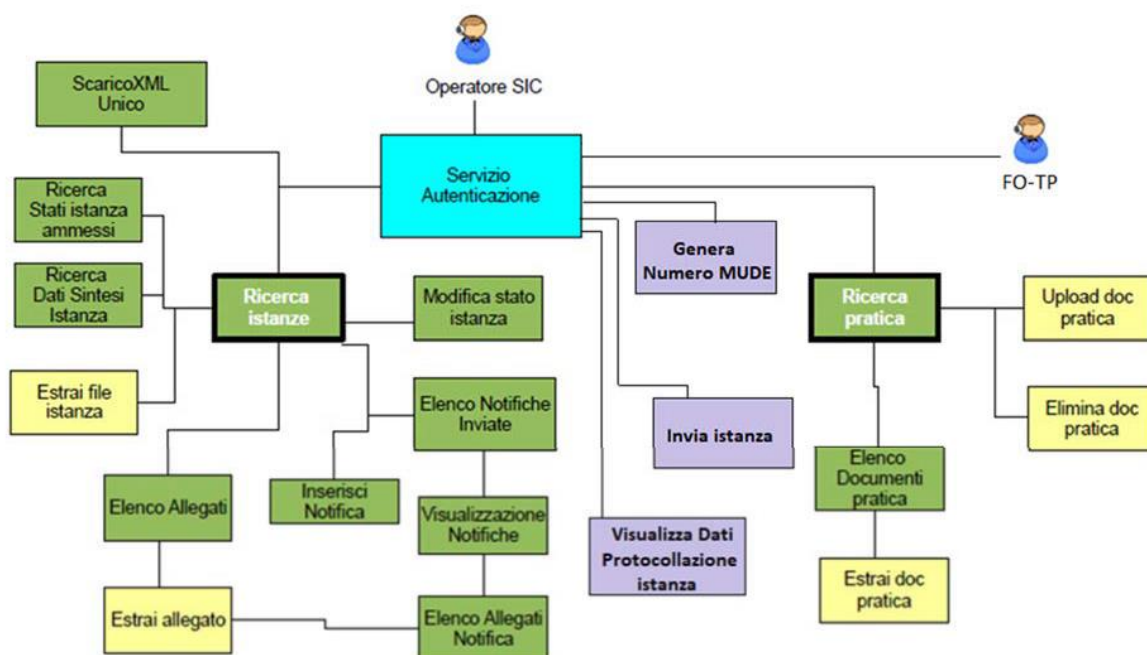 Operatore SIC
FO-TP
ScaricoXML
Unico
Servizio
Autenticazione
Ricerca
Stati istanza
ammessi
Genera
Numero MUDE
Ricerca
Dati Sintesi
Istanza
Ricerca
istanze
Modifica stato
istanza
Ricerca
pratica
Upload doc
pratica
Estrai file
istanza
Elenco Notifiche
Inviate
Invia istanza
Elimina doc
pratica
Elenco Allegati
Inserisci
Notifica
Visualizzazione
Notifiche
Elenco
Documenti
pratica
Visualizza Dati
Protocollazione
istanza
Estrai allegato
Elenco Allegati
Notifica
Estrai doc
pratica